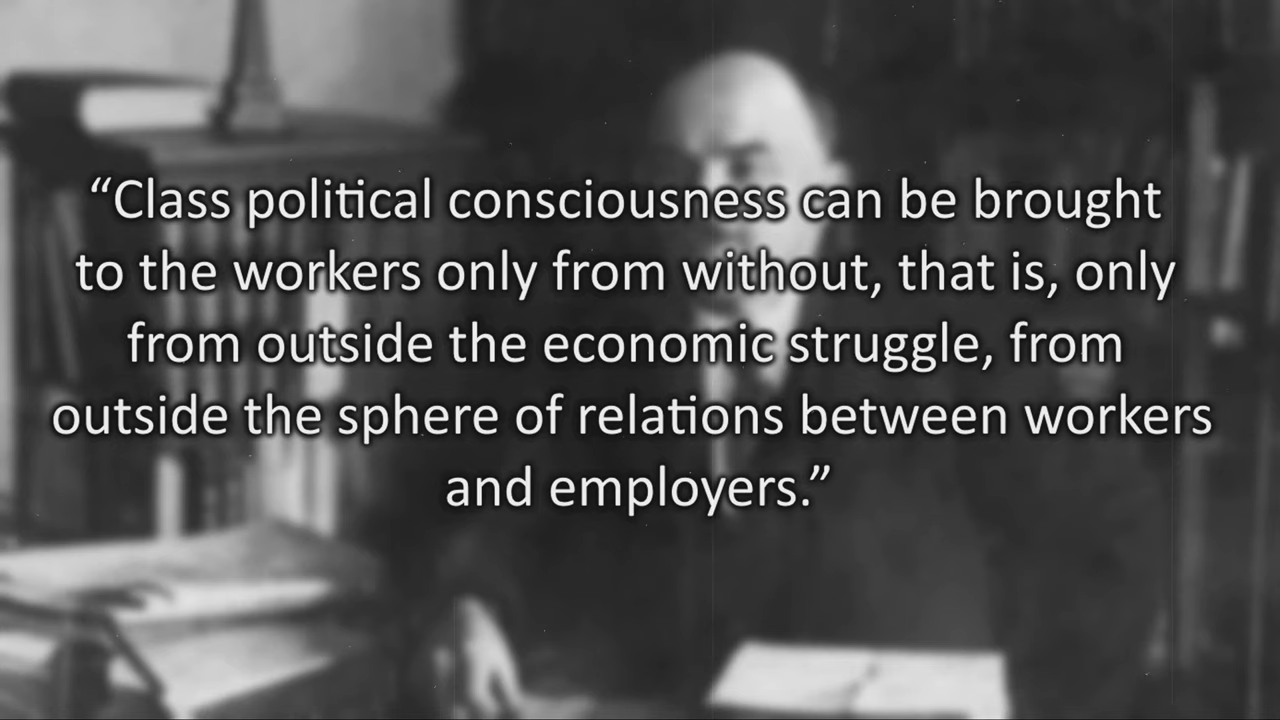 “Class political consciousness can be brought
to the workers only from without, that is, only
from outside the economic struggle, from
outside the sphere of relations between workers
and employers.”